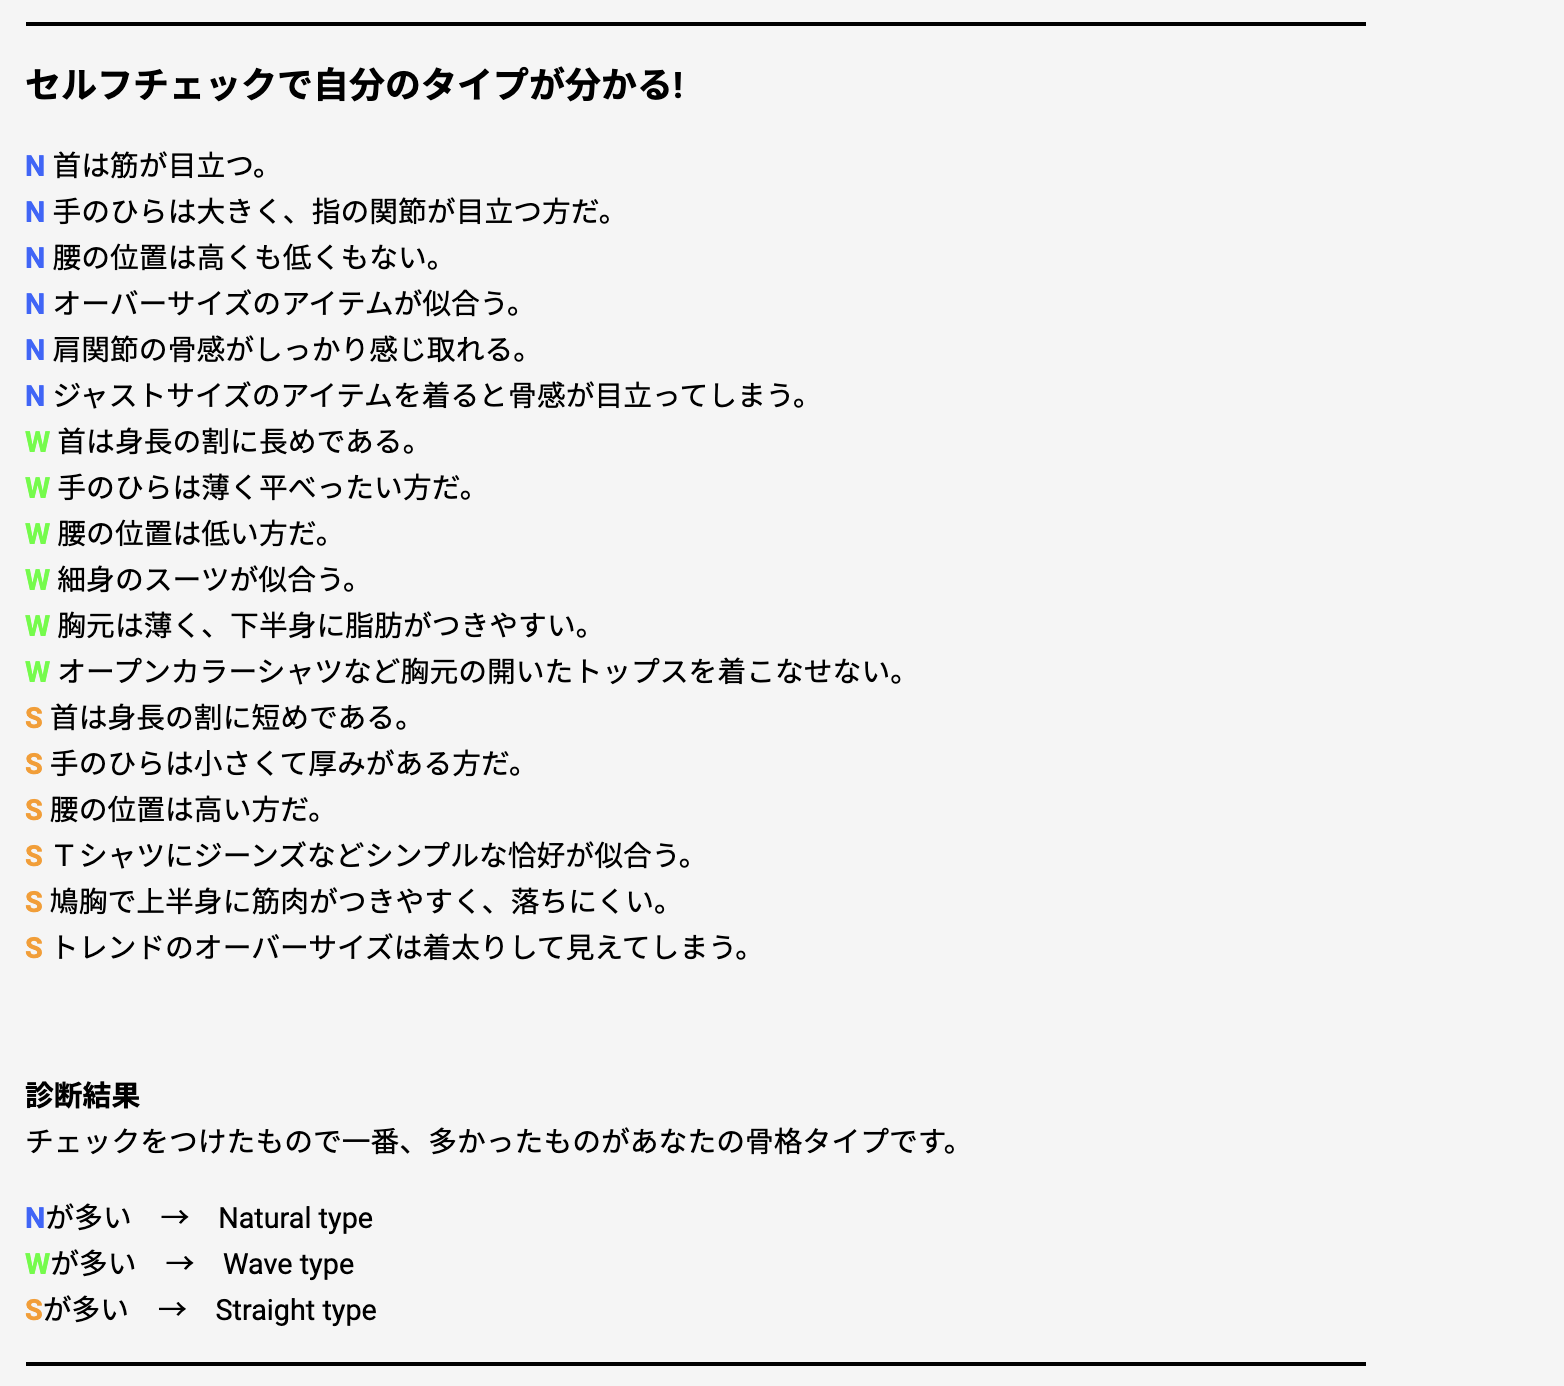 セルフチェックで自分のタイプが分かる!
N 首は筋が目立つ。
N 手のひらは大きく、指の関節が目立つ方だ。
N 腰の位置は高くも低くもない。
N オーバーサイズのアイテムが似合う。
N 肩関節の骨感がしっかり感じ取れる。
N ジャストサイズのアイテムを着ると骨感が目立ってしまう。
W 首は身長の割に長めである。
W 手のひらは薄く平べったい方だ。
W 腰の位置は低い方だ。
W 細身のスーツが似合う。
W 胸元は薄く、下半身に脂肪がつきやすい。
W オープンカラーシャツなど胸元の開いたトップスを着こなせない。
S 首は身長の割に短めである。
S 手のひらは小さくて厚みがある方だ。
S 腰の位置は高い方だ。
S Ｔシャツにジーンズなどシンプルな恰好が似合う。
S 鳩胸で上半身に筋肉がつきやすく、落ちにくい。
S トレンドのオーバーサイズは着太りして見えてしまう。
診断結果
チェックをつけたもので一番、多かったものがあなたの骨格タイプです。
Nが多い　→　Natural type
Wが多い　→　Wave type
Sが多い　→　Straight type